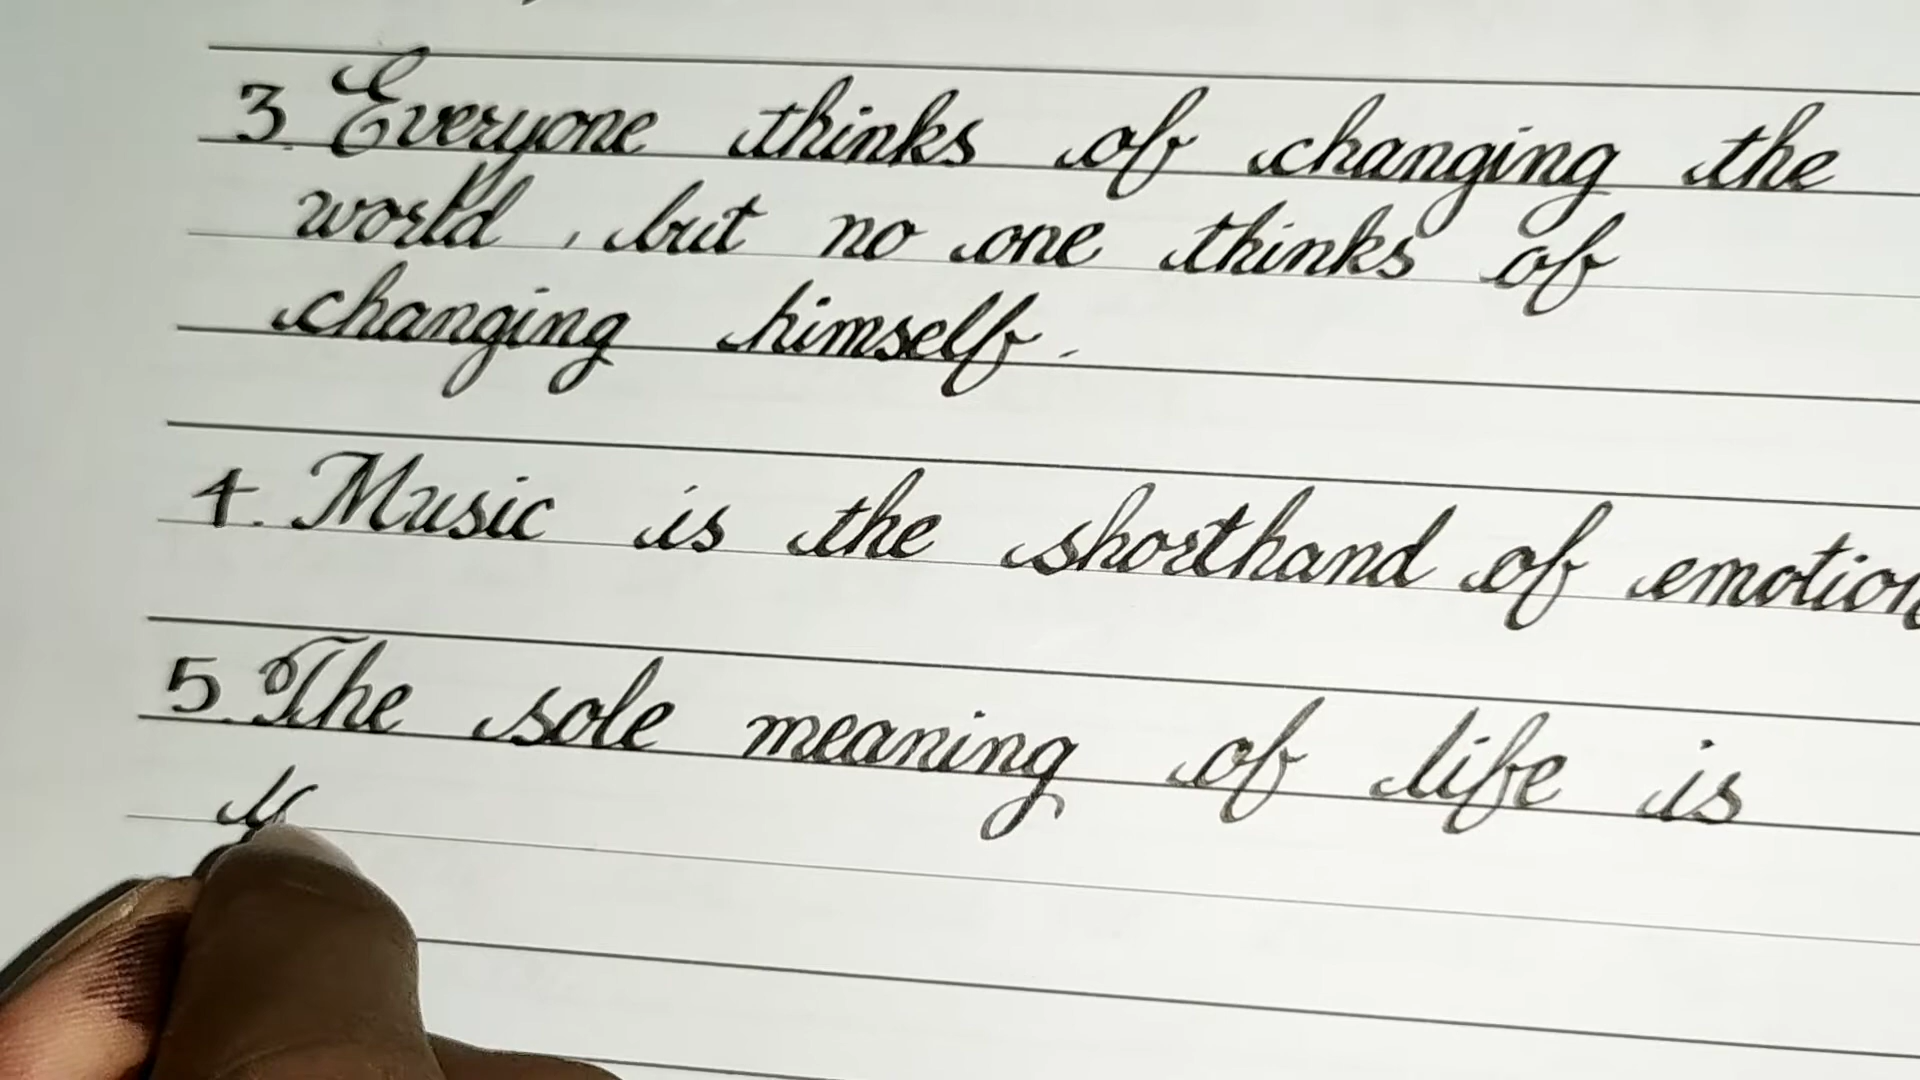 3. Everyone thinks of changing the
world, but no one thinks of
changing himself.
4. Music is the shorthand of emotion
5. The sole meaning of life is